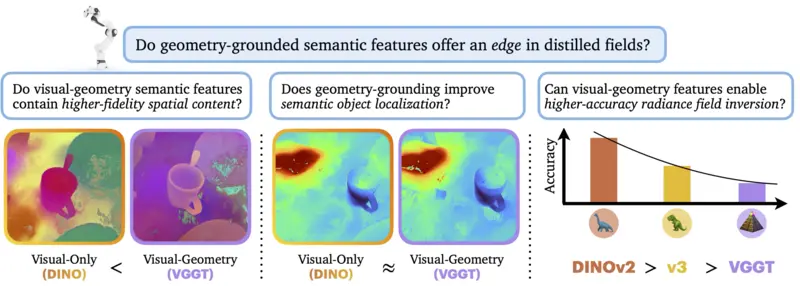 Do geometry-grounded semantic features offer an edge in distilled fields?
Do visual-geometry semantic features
contain higher-fidelity spatial content?
Visual-Only
(DINO)
<
Visual-Geometry
(VGGT)
Does geometry-grounding improve
semantic object localization?
Visual-Only
(DINO)
≈
Visual-Geometry
(VGGT)
Can visual-geometry features enable
higher-accuracy radiance field inversion?
Accuracy
DINOv2 > v3 > VGGT